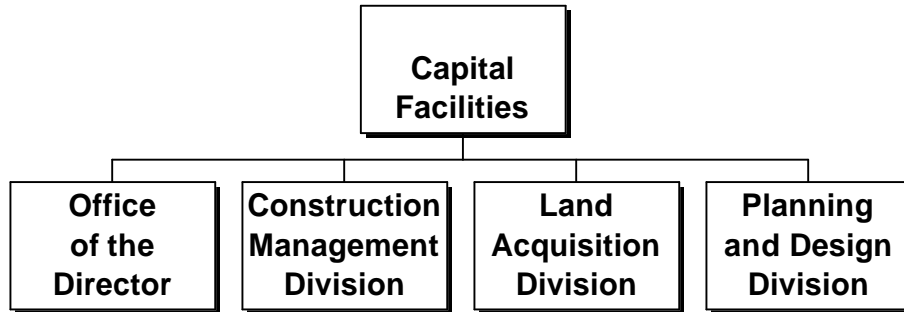 Capital
Facilities
Office
of the
Director
Construction
Management
Division
Land
Acquisition
Division
Planning
and Design
Division